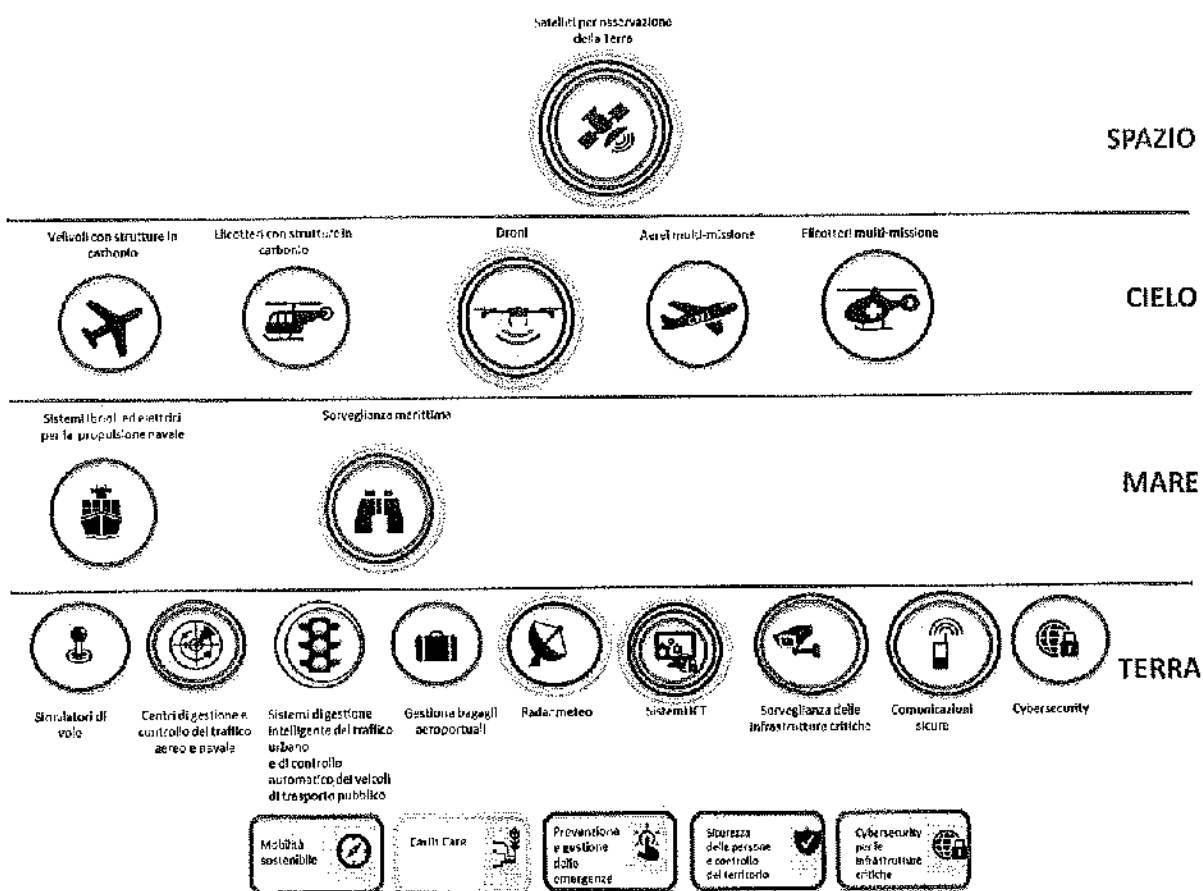 Satelliti per osservazione
della Terra
SPAZIO
Velivoli con strutture in
carbonio
Elicotteri con strutture in
carbonio
Droni
Aerei multi-missione
Elicotteri multi-missione
CIELO
Sistemi ibridi ed elettrici
per la propulsione navale
Sorveglianza marittima
MARE
TERRA
Simulatori di
volo
Centri di gestione e
controllo del traffico
aereo e navale
Sistemi di gestione
intelligente del traffico
urbano
e di controllo
automatico dei veicoli
di trasporto pubblico
Gestione bagagli
aeroportuali
Radar meteo
Sistemi ICT
Sorveglianza delle
infrastrutture critiche
Comunicazioni
sicure
Cybersecurity
Mobilità
sostenibile
Earth Care
Prevenzione
e gestione
delle
emergenze
Sicurezza
delle persone
e controllo
del territorio
Cybersecurity
per le
infrastrutture
critiche